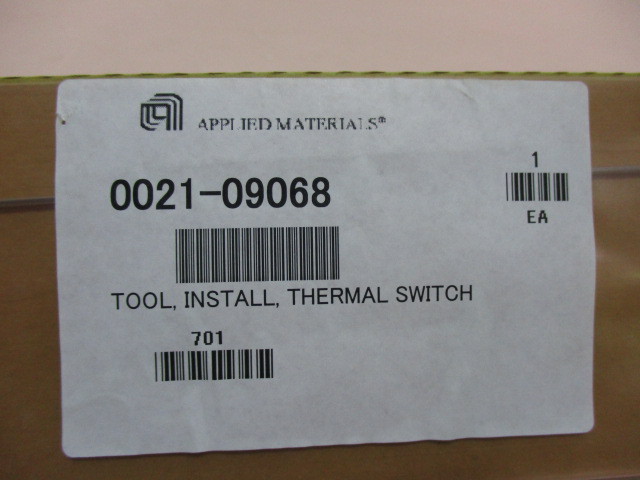 APPLIED MATERIALS®
0021-09068
1
EA
TOOL, INSTALL, THERMAL SWITCH
701